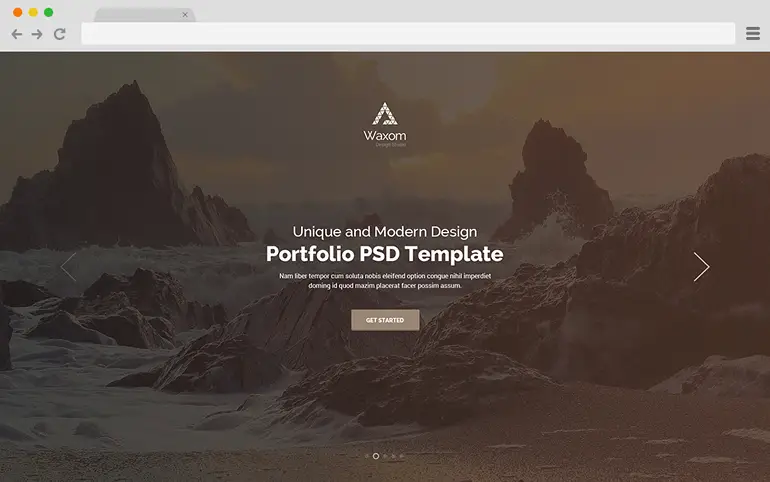 Waxom
Design Studio
Unique and Modern Design
Portfolio PSD Template
Nam liber tempor cum soluta nobis eleifend option congue nihil imperdiet
doming id quod mazim placerat facer possim assum.
GET STARTED